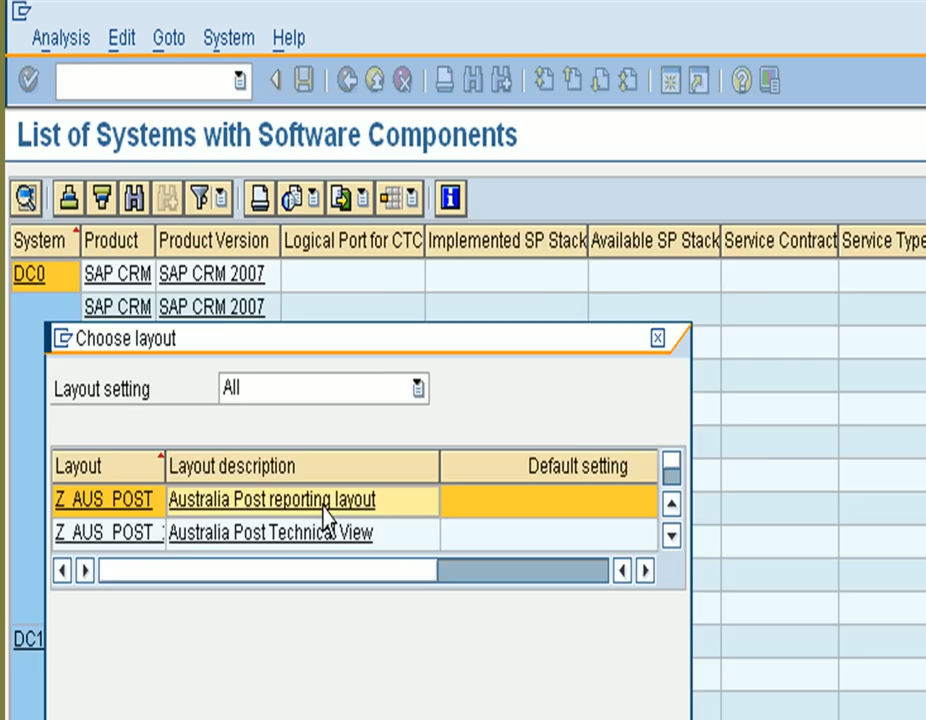 Analysis Edit Goto System Help
List of Systems with Software Components
System Product Product Version Logical Port for CTC Implemented SP Stack Available SP Stack Service Contract Service Type
DC0 SAP CRM SAP CRM 2007
SAP CRM SAP CRM 2007
Choose layout
Layout setting All
Layout Layout description Default setting
Z_AUS_POST Australia Post reporting layout
Z_AUS_POST_ Australia Post Technical View
DC1